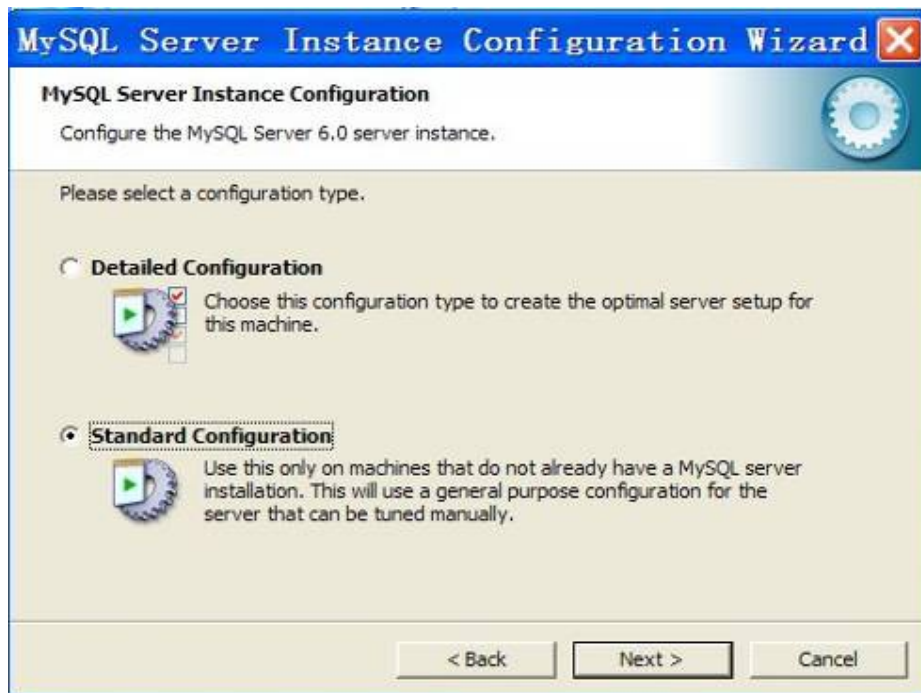 MySQL Server Instance Configuration Wizard
MySQL Server Instance Configuration
Configure the MySQL Server 6.0 server instance.
Please select a configuration type.
Detailed Configuration
Choose this configuration type to create the optimal server setup for
this machine.
Standard Configuration
Use this only on machines that do not already have a MySQL server
installation. This will use a general purpose configuration for the
server that can be tuned manually.
< Back
Next >
Cancel